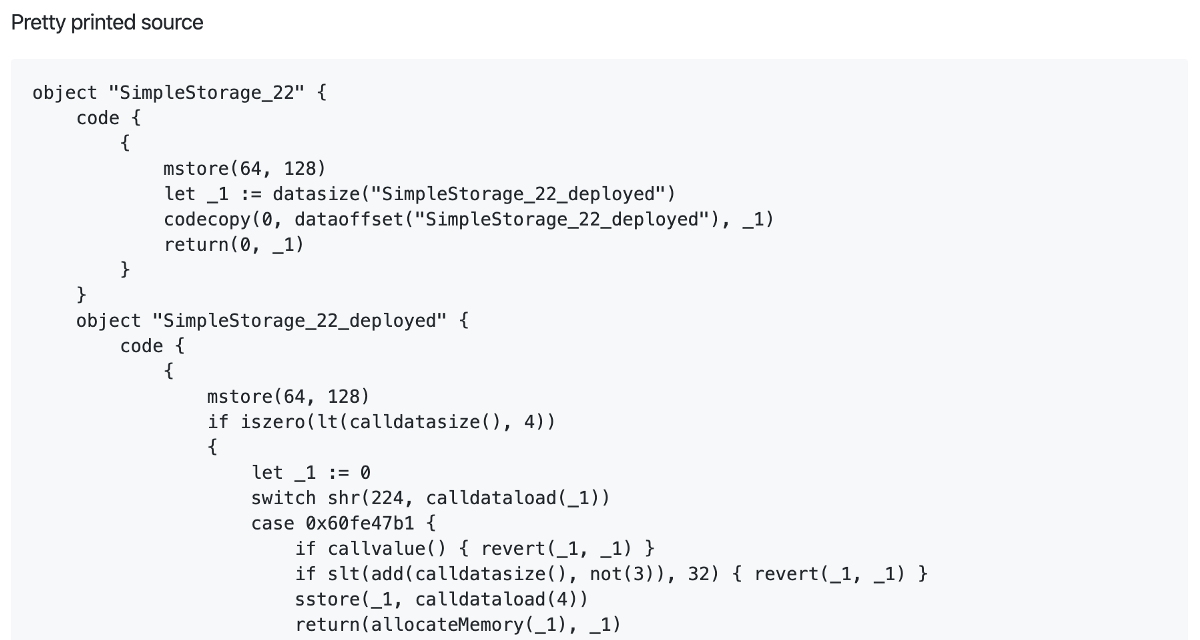 Pretty printed source
object "SimpleStorage_22" {
    code {
        {
            mstore(64, 128)
            let _1 := datasize("SimpleStorage_22_deployed")
            codecopy(0, dataoffset("SimpleStorage_22_deployed"), _1)
            return(0, _1)
        }
    }
    object "SimpleStorage_22_deployed" {
        code {
            {
                mstore(64, 128)
                if iszero(lt(calldatasize(), 4))
                {
                    let _1 := 0
                    switch shr(224, calldataload(_1))
                    case 0x60fe47b1 {
                        if callvalue() { revert(_1, _1) }
                        if slt(add(calldatasize(), not(3)), 32) { revert(_1, _1) }
                        sstore(_1, calldataload(4))
                        return(allocateMemory(_1), _1)